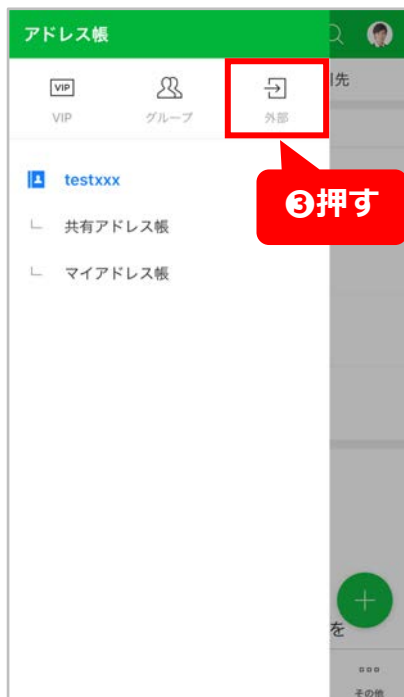 アドレス帳
VIP
VIP
グループ
外部
先
testxxx
共有アドレス帳
マイアドレス帳
❸押す
を
その他